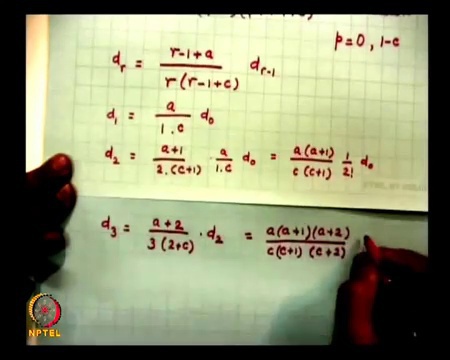 p=0, 1-c
d_r = (r-1+a) / (r(r-1+c)) d_{r-1}
d_1 = a / (1.c) d_0
d_2 = (a+1) / (2.(c+1)) · a / (1.c) d_0 = a(a+1) / (c(c+1)) 1/2! d_0
d_3 = (a+2) / (3(2+c)) · d_2 = a(a+1)(a+2) / (c(c+1)(c+2))
NPTEL